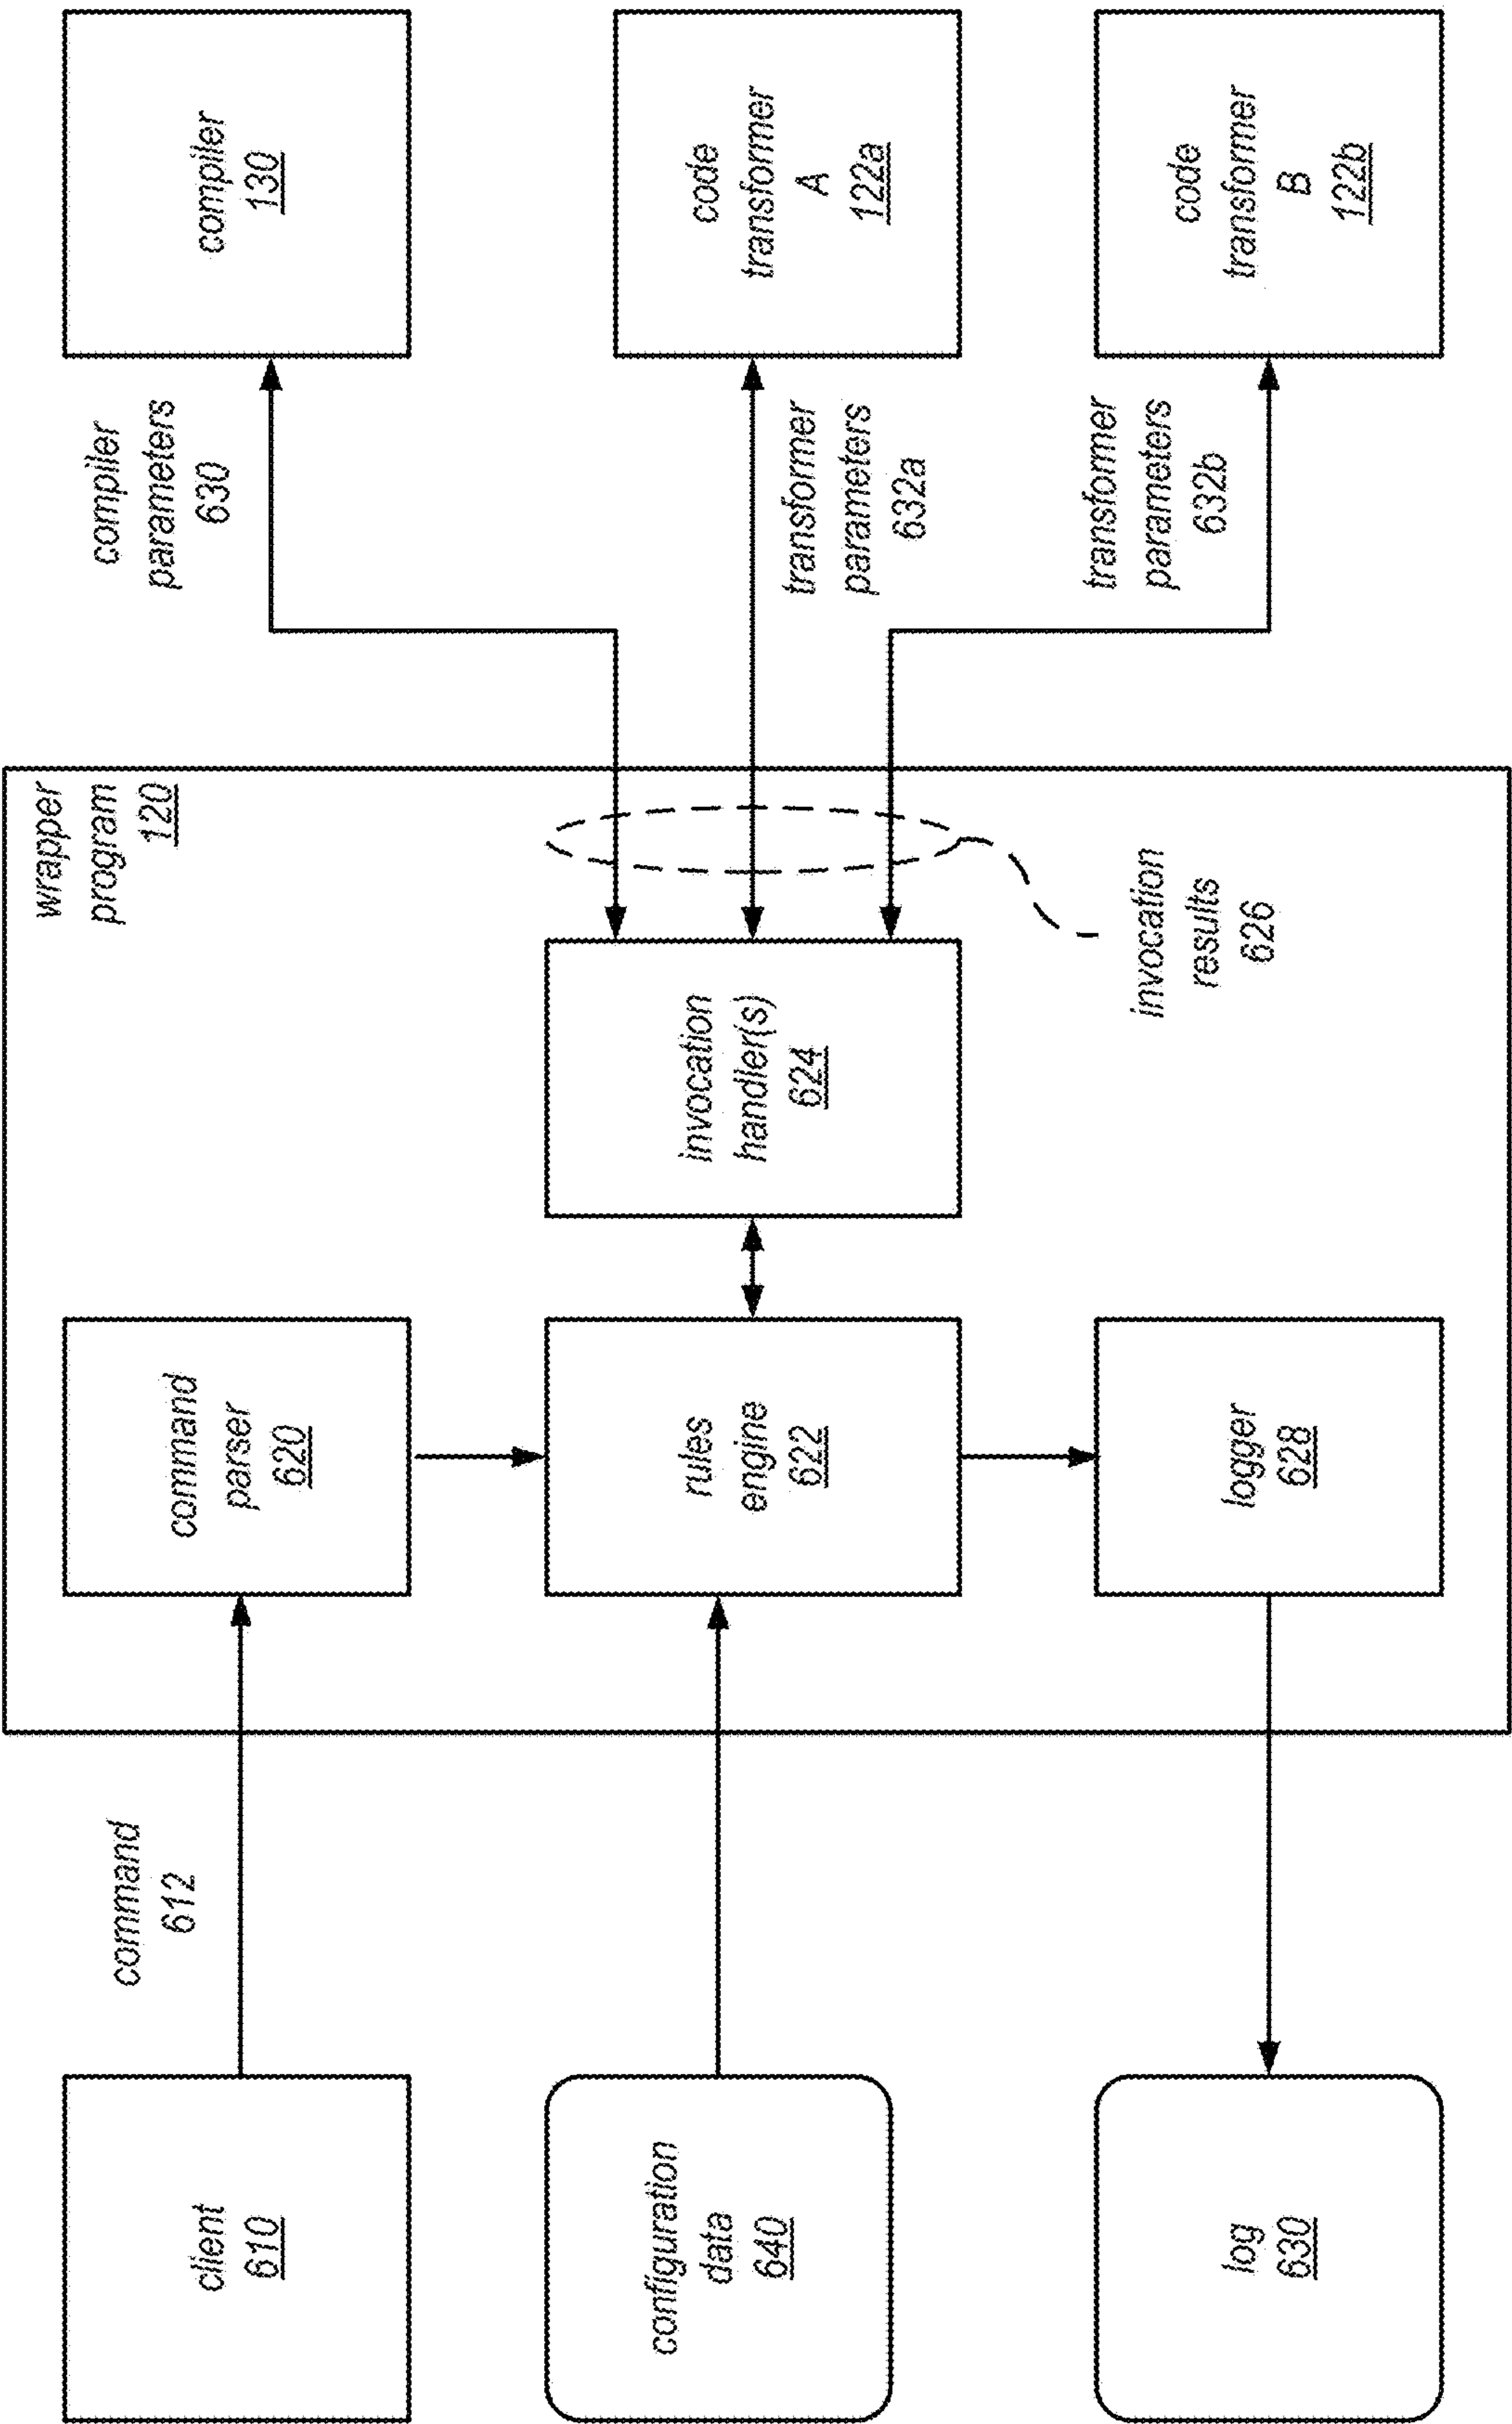 client
610
command
612
configuration
data
640
log
630
wrapper
program
120
command
parser
620
rules
engine
622
logger
628
invocation
handler(s)
624
invocation
results
626
compiler
parameters
630
transformer
parameters
632a
transformer
parameters
632b
compiler
130
code
transformer
A
122a
code
transformer
B
122b